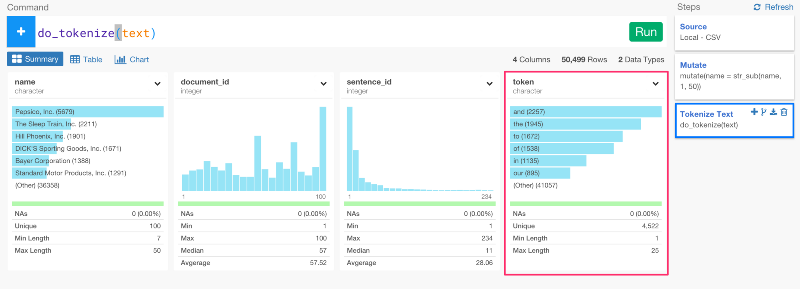 Command
Steps
Refresh
+ do_tokenize(text)
Run
Source
Local - CSV
Summary Table Chart
4 Columns 50,499 Rows 2 Data Types
Mutate
mutate(name = str_sub(name, 1, 50))
Tokenize Text
do_tokenize(text)
name
character
Pepsico, Inc. (5679)
The Sleep Train, Inc. (2211)
Hill Phoenix, Inc. (1901)
DICK'S Sporting Goods, Inc. (1671)
Bayer Corporation (1388)
Standard Motor Products, Inc. (1291)
(Other) (36358)
NAs 0 (0.00%)
Unique 100
Min Length 7
Max Length 50
document_id
integer
1 100
NAs 0 (0.00%)
Min 1
Max 100
Median 57
Avgerage 57.52
sentence_id
integer
1 234
NAs 0 (0.00%)
Min 1
Max 234
Median 11
Avgerage 28.06
token
character
and (2257)
the (1945)
to (1672)
of (1538)
in (1135)
our (895)
(Other) (41057)
NAs 0 (0.00%)
Unique 4,522
Min Length 1
Max Length 25